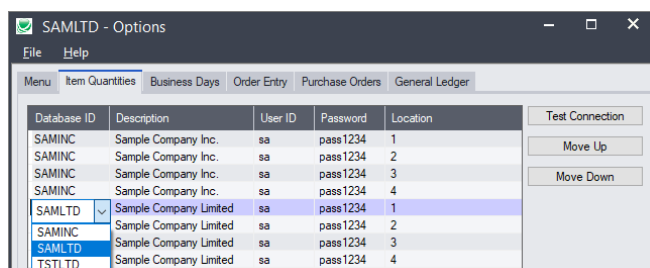 SAMLTD - Options
File Help
Menu Item Quantities Business Days Order Entry Purchase Orders General Ledger
Database ID Description User ID Password Location
SAMINC Sample Company Inc. sa pass1234 1
SAMINC Sample Company Inc. sa pass1234 2
SAMINC Sample Company Inc. sa pass1234 3
SAMINC Sample Company Inc. sa pass1234 4
SAMLTD Sample Company Limited sa pass1234 1
SAMINC Sample Company Limited sa pass1234 2
SAMLTD Sample Company Limited sa pass1234 3
TSTLTD Sample Company Limited sa pass1234 4
Test Connection
Move Up
Move Down